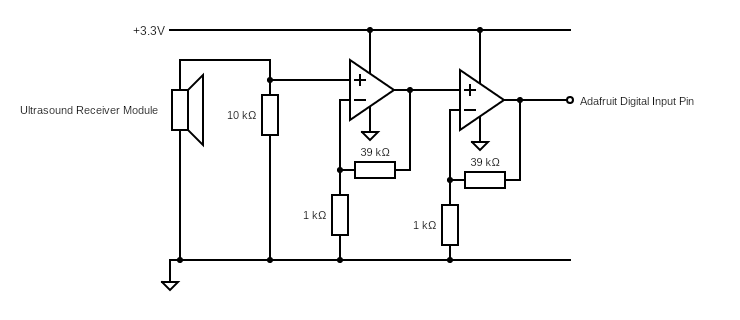 +3.3V
Ultrasound Receiver Module
10 kΩ
39 kΩ
1 kΩ
39 kΩ
1 kΩ
Adafruit Digital Input Pin